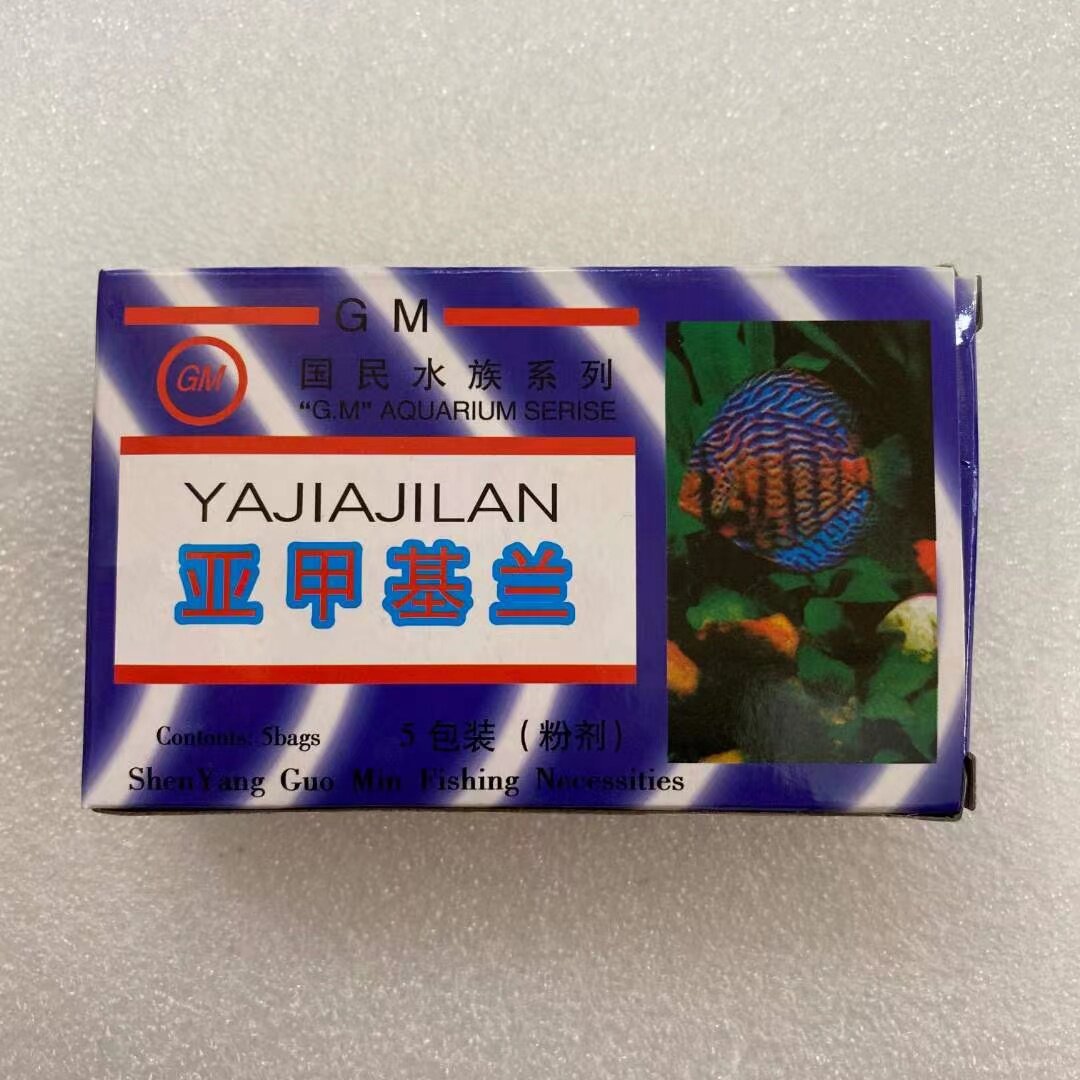 G M
GM
国民水族系列
"G.M" AQUARIUM SERISE
YAJIAJILAN
亚甲基兰
Contents: 5bags
5 包装（粉剂）
ShenYang Guo Min Fishing Necessities